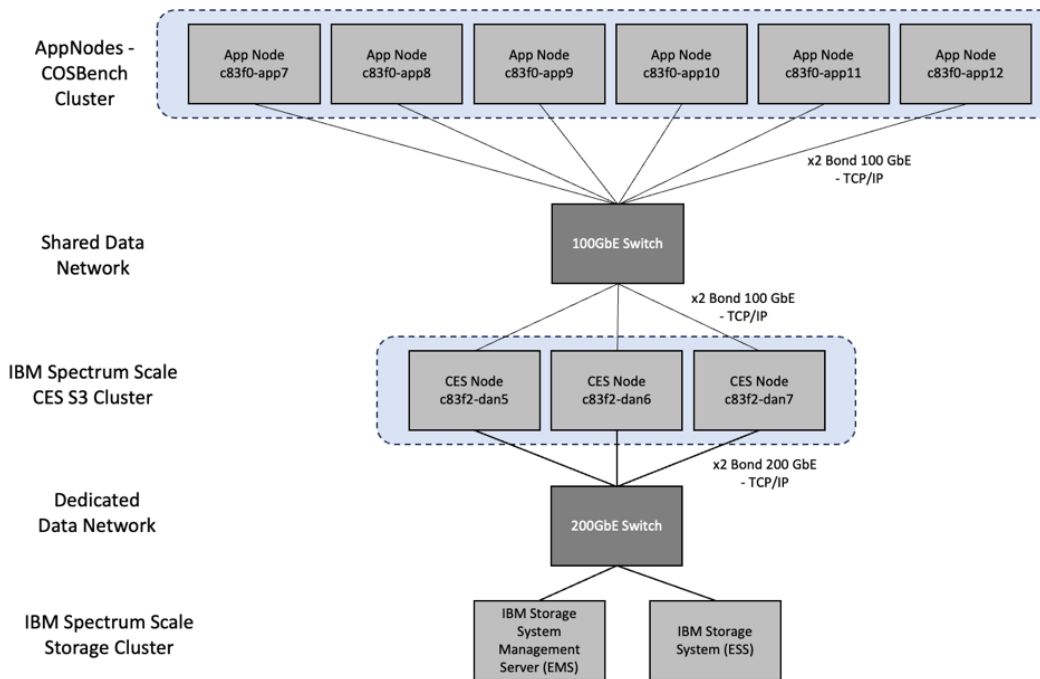 AppNodes -
COSBench
Cluster
App Node
c83f0-app7
App Node
c83f0-app8
App Node
c83f0-app9
App Node
c83f0-app10
App Node
c83f0-app11
App Node
c83f0-app12
x2 Bond 100 GbE
- TCP/IP
Shared Data
Network
100GbE Switch
x2 Bond 100 GbE
- TCP/IP
IBM Spectrum Scale
CES S3 Cluster
CES Node
c83f2-dan5
CES Node
c83f2-dan6
CES Node
c83f2-dan7
x2 Bond 200 GbE
- TCP/IP
Dedicated
Data Network
200GbE Switch
IBM Spectrum Scale
Storage Cluster
IBM Storage
System
Management
Server (EMS)
IBM Storage
System (ESS)